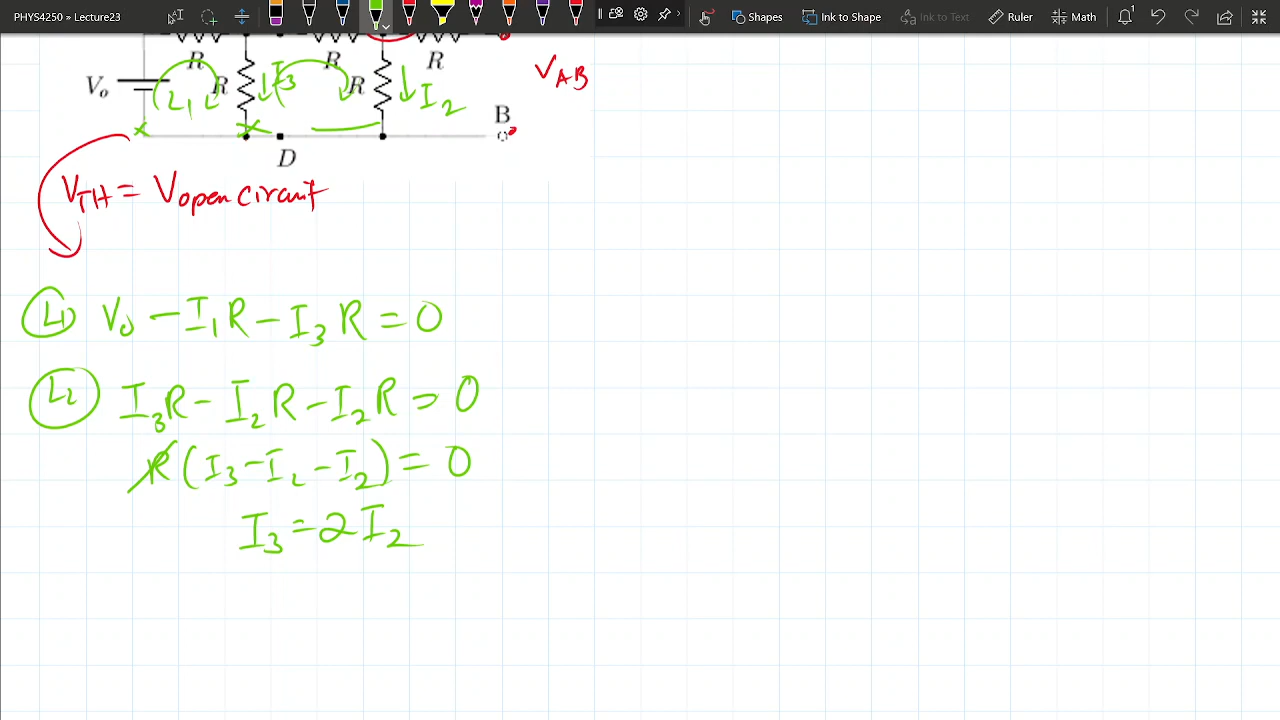 PHYS4250 » Lecture23
Shapes
Ink to Shape
Ink to Text
Ruler
Math
R R R
V₀ R I₃ R I₂
L₁
V_AB
B
D
V_TH = V_open circuit
L₁ V₀ − I₁R − I₃R = 0
L₂ I₃R − I₂R − I₂R = 0
R(I₃ − I₂ − I₂) = 0
I₃ = 2I₂